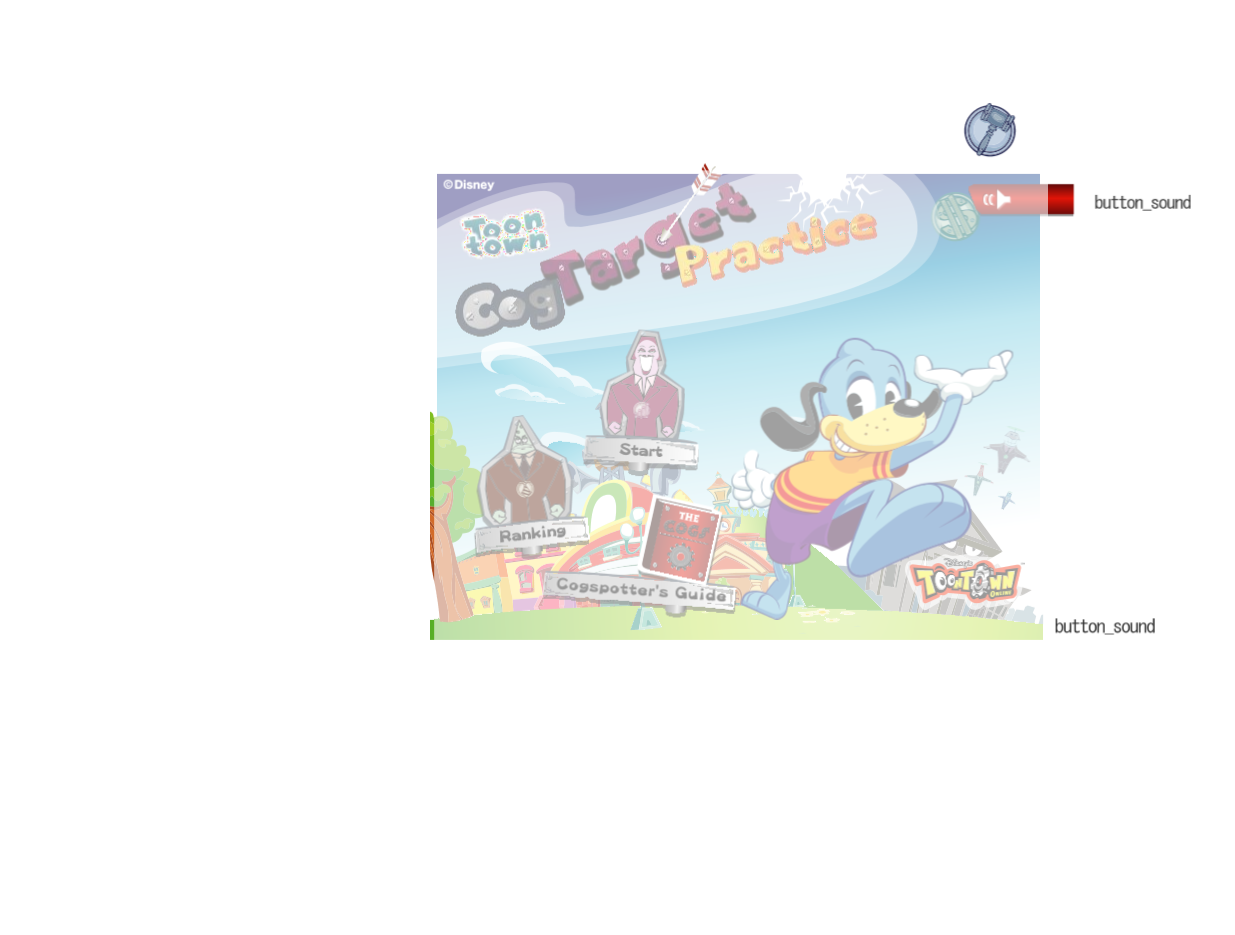 ©Disney
button_sound
Toon
town
Cog Target
Practice
Start
Ranking
THE
COGS
Cogspotter's Guide
Disney's
TOONTOWN
ONLINE
button_sound